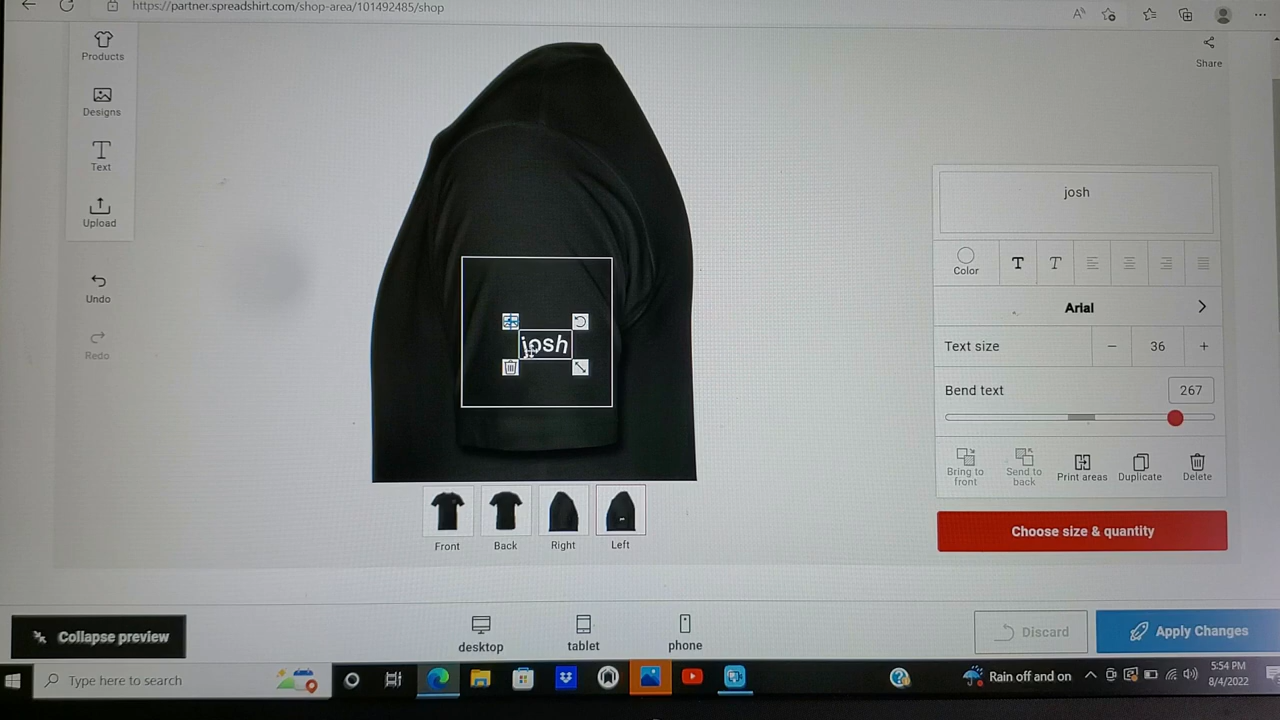 https://partner.spreadshirt.com/shop-area/101492485/shop
Products
Designs
Text
Upload
Undo
Redo
Share
josh
josh
Color
T
T
Arial
Text size
36
Bend text
267
Bring to front
Send to back
Print areas
Duplicate
Delete
Choose size & quantity
Front
Back
Right
Left
Collapse preview
desktop
tablet
phone
Discard
Apply Changes
Type here to search
Rain off and on
5:54 PM
8/4/2022